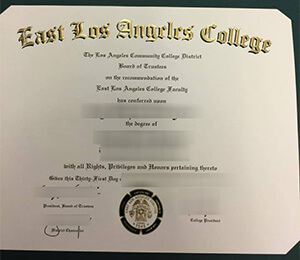 East Los Angeles College
The Los Angeles Community College District
Board of Trustees
on the recommendation of the
East Los Angeles College Faculty
has conferred upon
the degree of
with all Rights, Privileges and Honors pertaining thereto
Given this Thirty-First Day
President, Board of Trustees
College President